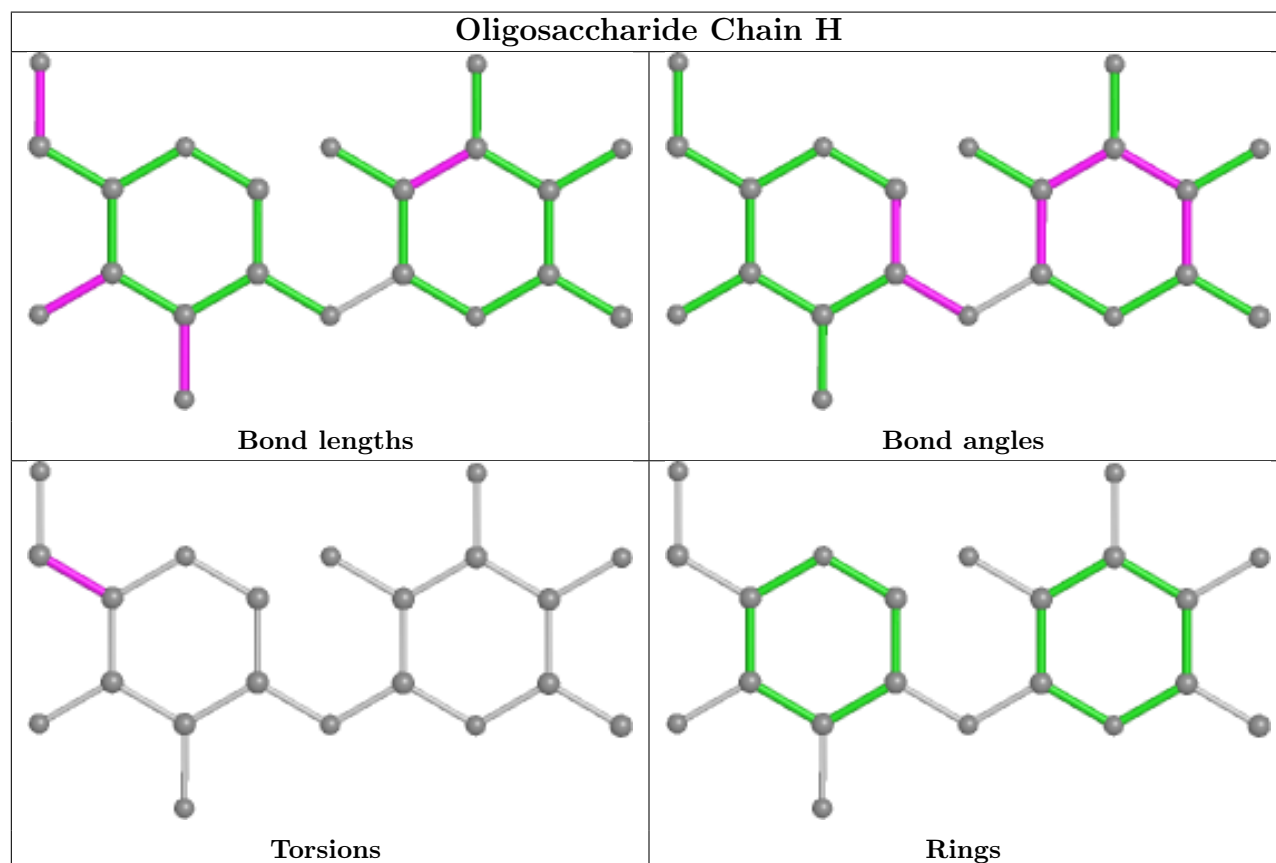 Oligosaccharide Chain H
Bond lengths
Bond angles
Torsions
Rings